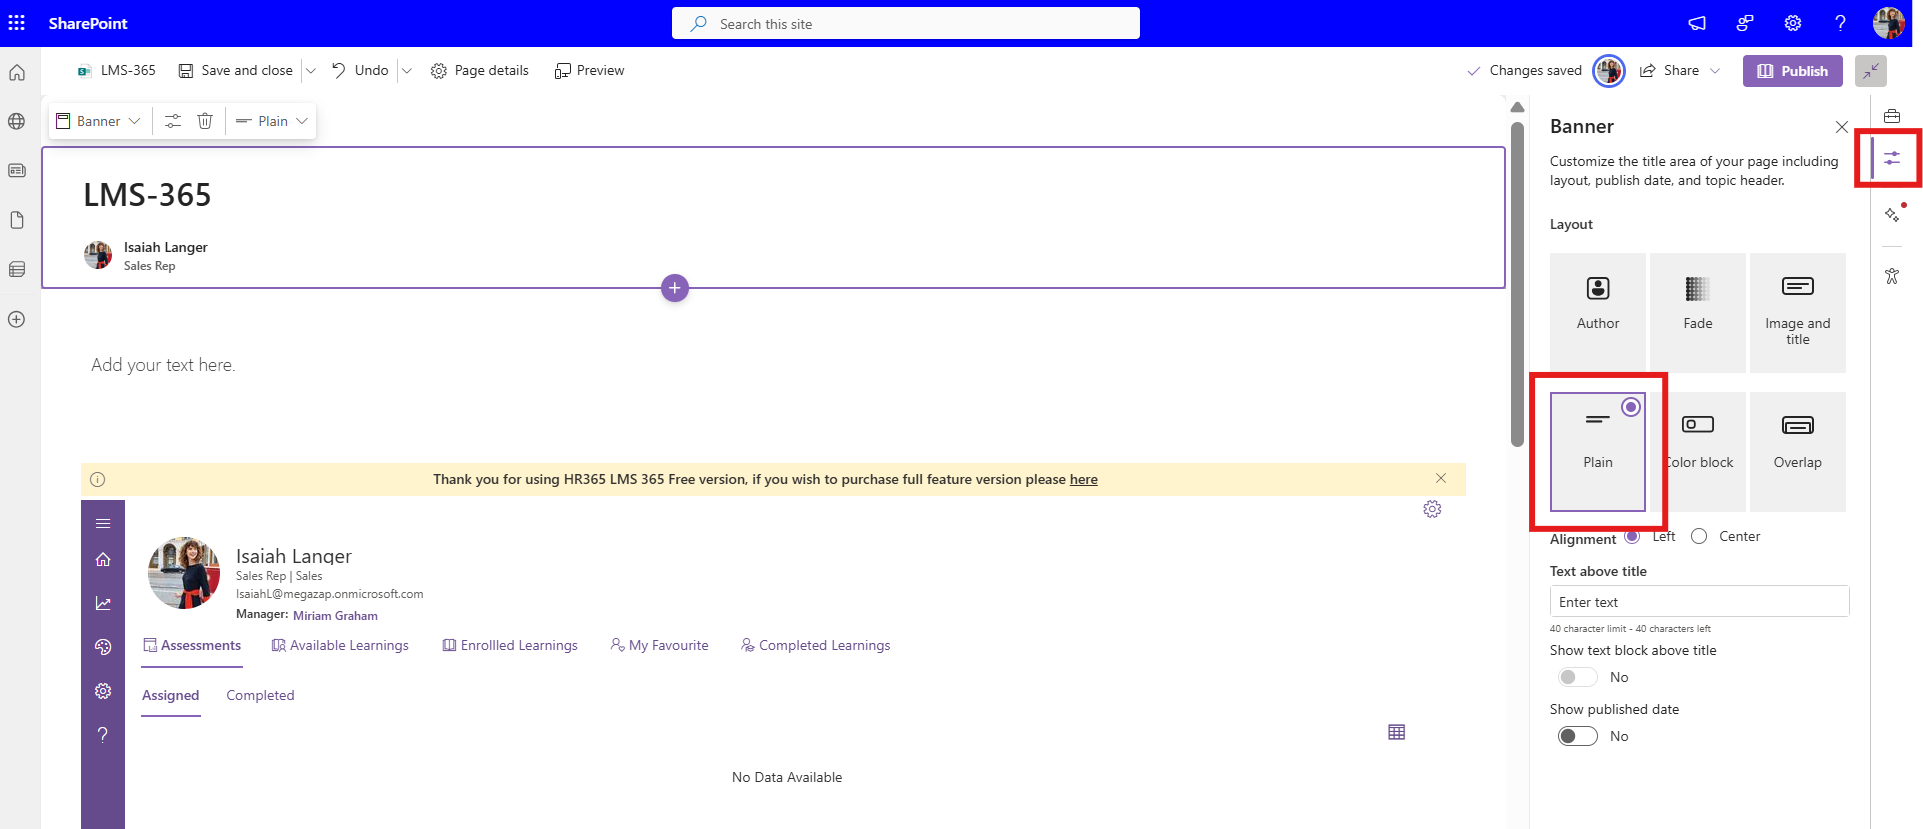 SharePoint
Search this site
LMS-365
Save and close
Undo
Page details
Preview
Changes saved
Share
Publish
Banner
Plain
LMS-365
Isaiah Langer
Sales Rep
Add your text here.
Thank you for using HR365 LMS 365 Free version, if you wish to purchase full feature version please here
Isaiah Langer
Sales Rep | Sales
IsaiahL@megazap.onmicrosoft.com
Manager: Miriam Graham
Assessments
Available Learnings
Enrollled Learnings
My Favourite
Completed Learnings
Assigned
Completed
No Data Available
Banner
Customize the title area of your page including
layout, publish date, and topic header.
Layout
Author
Fade
Image and
title
Plain
Color block
Overlap
Alignment
Left
Center
Text above title
Enter text
40 character limit - 40 characters left
Show text block above title
No
Show published date
No